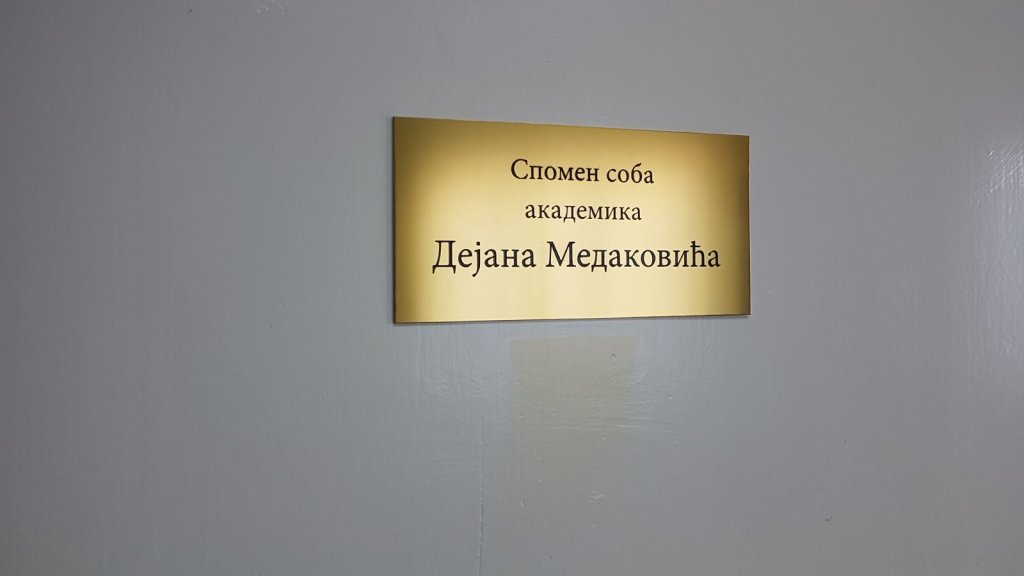 Спомен соба
академика
Дејана Медаковића